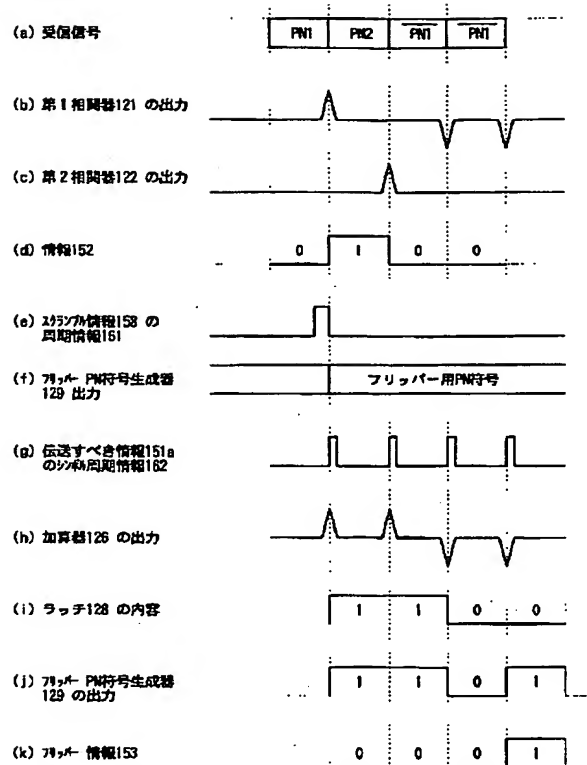 (a) 受信信号
PN1 PN2 PN1 PN1
(b) 第1相関器121 の出力
(c) 第2相関器122 の出力
(d) 情報152
0 1 0 0
(e) スクランブル情報158 の
周期情報161
(f) フリッパー PN符号生成器
129 出力
フリッパー用PN符号
(g) 伝送すべき情報151a
のシンボル周期情報162
(h) 加算器126 の出力
(i) ラッチ128 の内容
1 1 0 0
(j) フリッパー PN符号生成器
129 の出力
1 1 0 1
(k) フリッパー 情報153
0 0 0 1